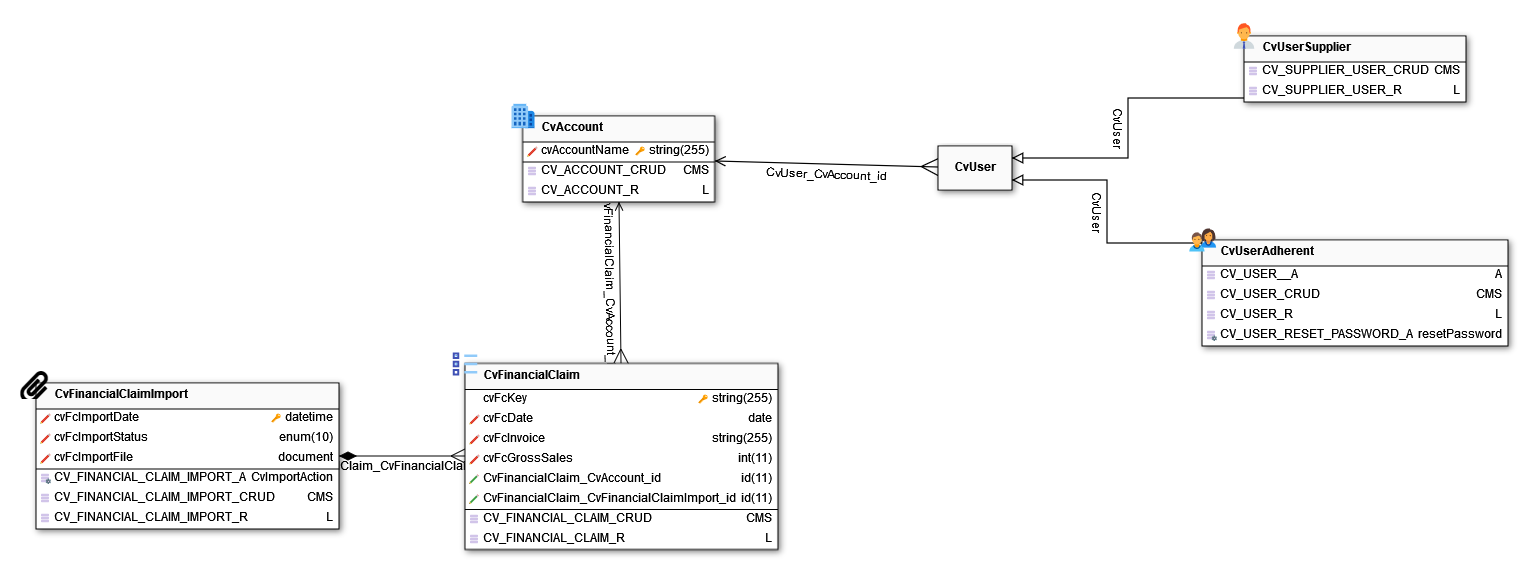 CvUserSupplier
CV_SUPPLIER_USER_CRUD CMS
CV_SUPPLIER_USER_R L
CvUser
CvAccount
cvAccountName string(255)
CV_ACCOUNT_CRUD CMS
CV_ACCOUNT_R L
CvUser_CvAccount_id
CvUser
CvUser
CvUserAdherent
CV_USER__A A
CV_USER_CRUD CMS
CV_USER_R L
CV_USER_RESET_PASSWORD_A resetPassword
vFinancialClaim_CvAccount_
CvFinancialClaim
cvFcKey string(255)
cvFcDate date
cvFcInvoice string(255)
cvFcGrossSales int(11)
CvFinancialClaim_CvAccount_id id(11)
CvFinancialClaim_CvFinancialClaimImport_id id(11)
CV_FINANCIAL_CLAIM_CRUD CMS
CV_FINANCIAL_CLAIM_R L
CvFinancialClaimImport
cvFcImportDate datetime
cvFcImportStatus enum(10)
cvFcImportFile document
CV_FINANCIAL_CLAIM_IMPORT_A CvImportAction
CV_FINANCIAL_CLAIM_IMPORT_CRUD CMS
CV_FINANCIAL_CLAIM_IMPORT_R L
Claim_CvFinancialClai